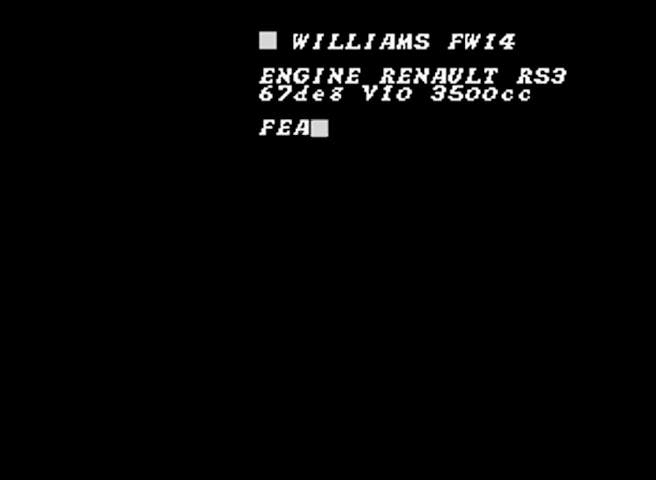 WILLIAMS FW14
ENGINE RENAULT RS3
67deg V10 3500cc
FEA